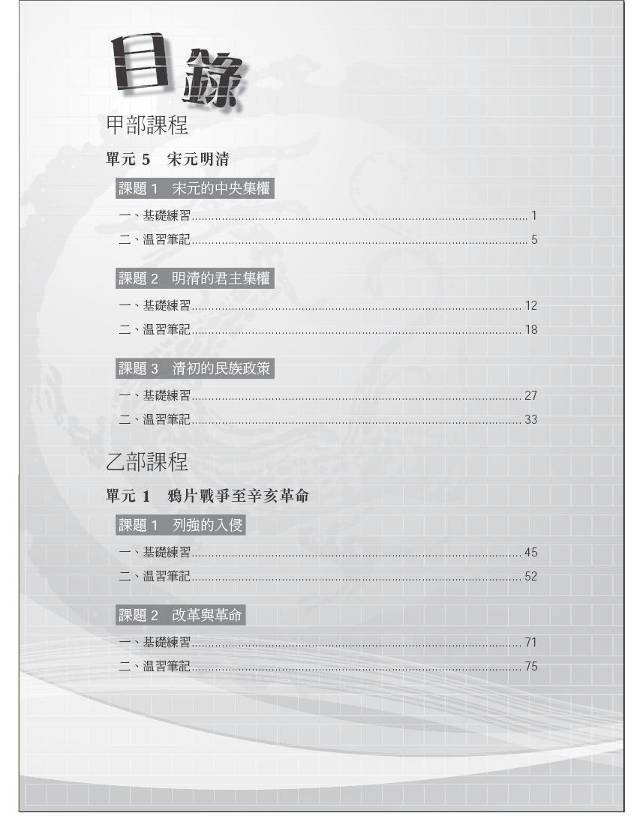 目錄
甲部課程
單元 5 宋元明清
課題 1 宋元的中央集權
一、基礎練習 1
二、温習筆記 5
課題 2 明清的君主集權
一、基礎練習 12
二、温習筆記 18
課題 3 清初的民族政策
一、基礎練習 27
二、温習筆記 33
乙部課程
單元 1 鴉片戰爭至辛亥革命
課題 1 列強的入侵
一、基礎練習 45
二、温習筆記 52
課題 2 改革與革命
一、基礎練習 71
二、温習筆記 75